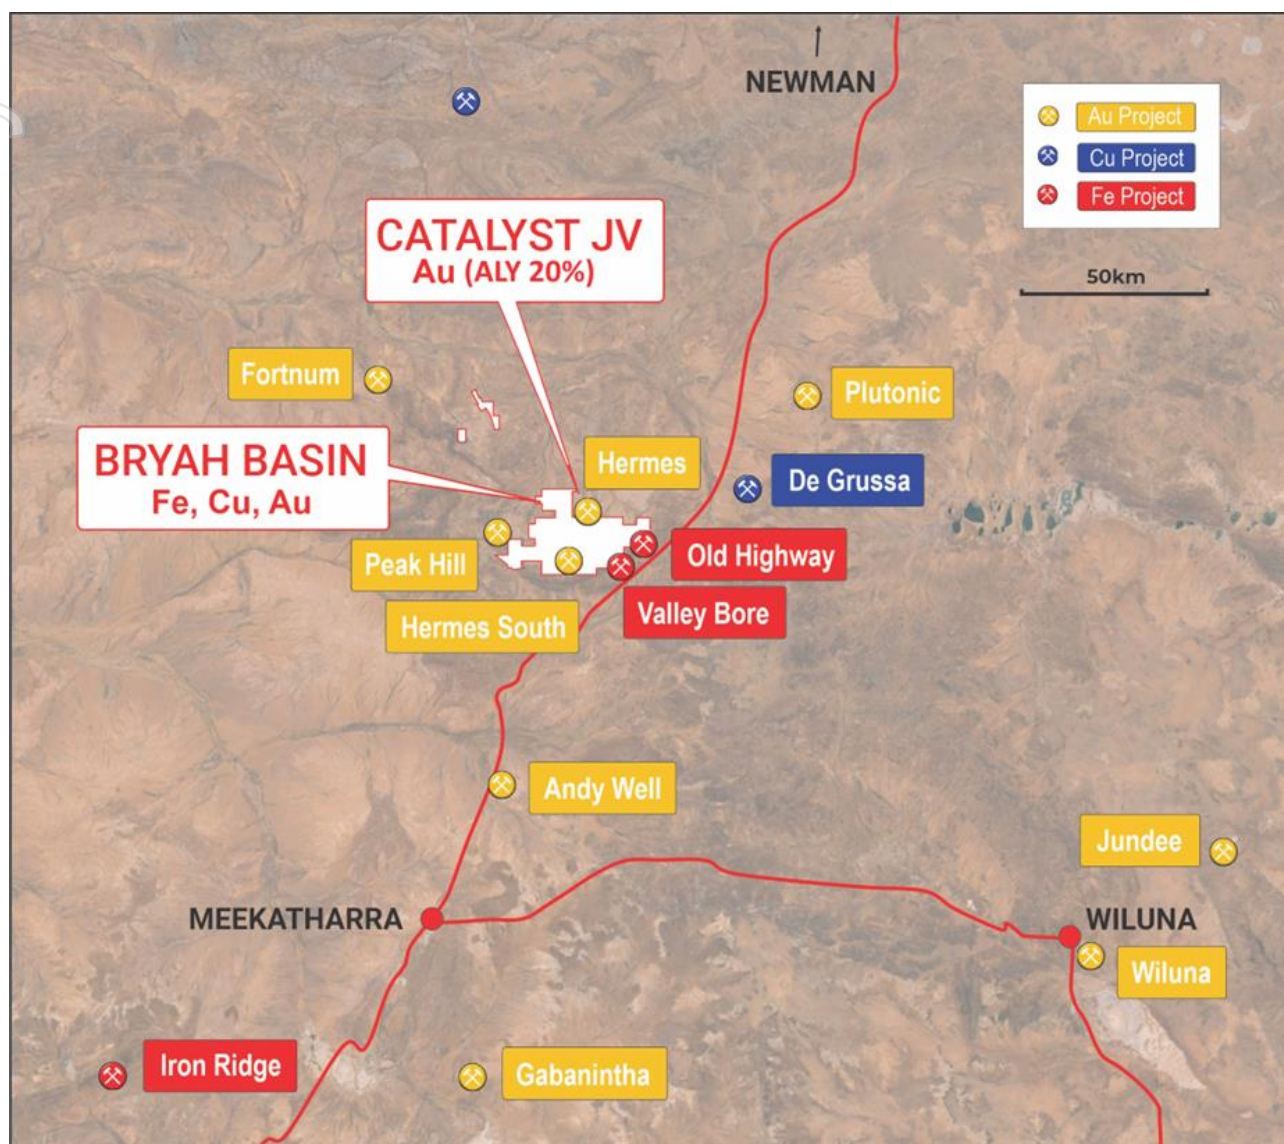 NEWMAN
Au Project
Cu Project
Fe Project
50km
CATALYST JV
Au (ALY 20%)
Fortnum
Plutonic
BRYAH BASIN
Fe, Cu, Au
Hermes
De Grussa
Peak Hill
Old Highway
Hermes South
Valley Bore
Andy Well
Jundee
MEEKATHARRA
WILUNA
Wiluna
Iron Ridge
Gabanintha